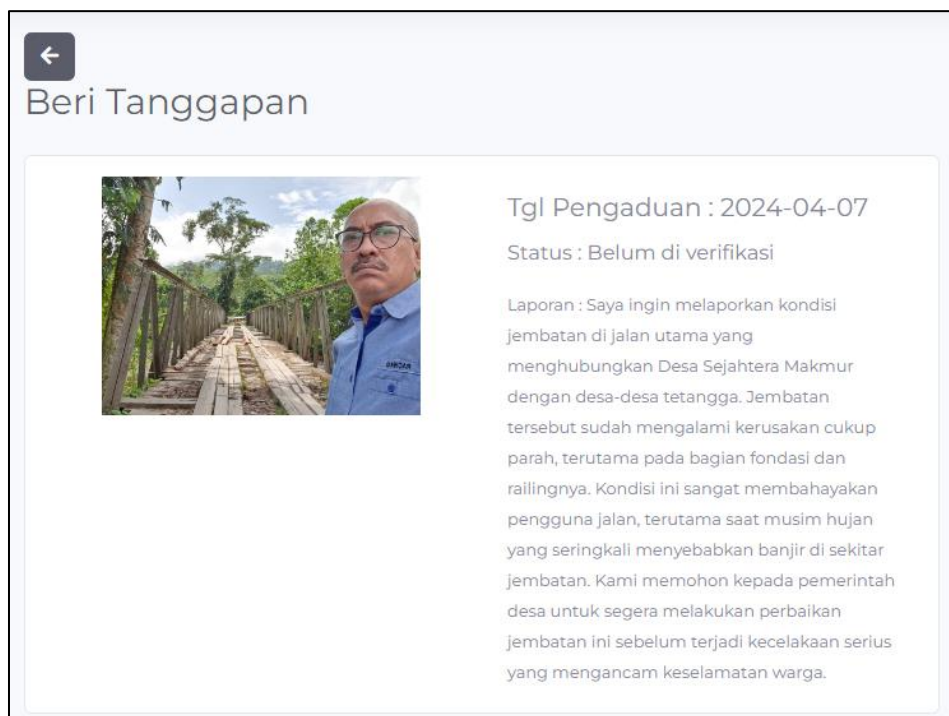 Beri Tanggapan
Tgl Pengaduan : 2024-04-07
Status : Belum di verifikasi
Laporan : Saya ingin melaporkan kondisi
jembatan di jalan utama yang
menghubungkan Desa Sejahtera Makmur
dengan desa-desa tetangga. Jembatan
tersebut sudah mengalami kerusakan cukup
parah, terutama pada bagian fondasi dan
railingnya. Kondisi ini sangat membahayakan
pengguna jalan, terutama saat musim hujan
yang seringkali menyebabkan banjir di sekitar
jembatan. Kami memohon kepada pemerintah
desa untuk segera melakukan perbaikan
jembatan ini sebelum terjadi kecelakaan serius
yang mengancam keselamatan warga.